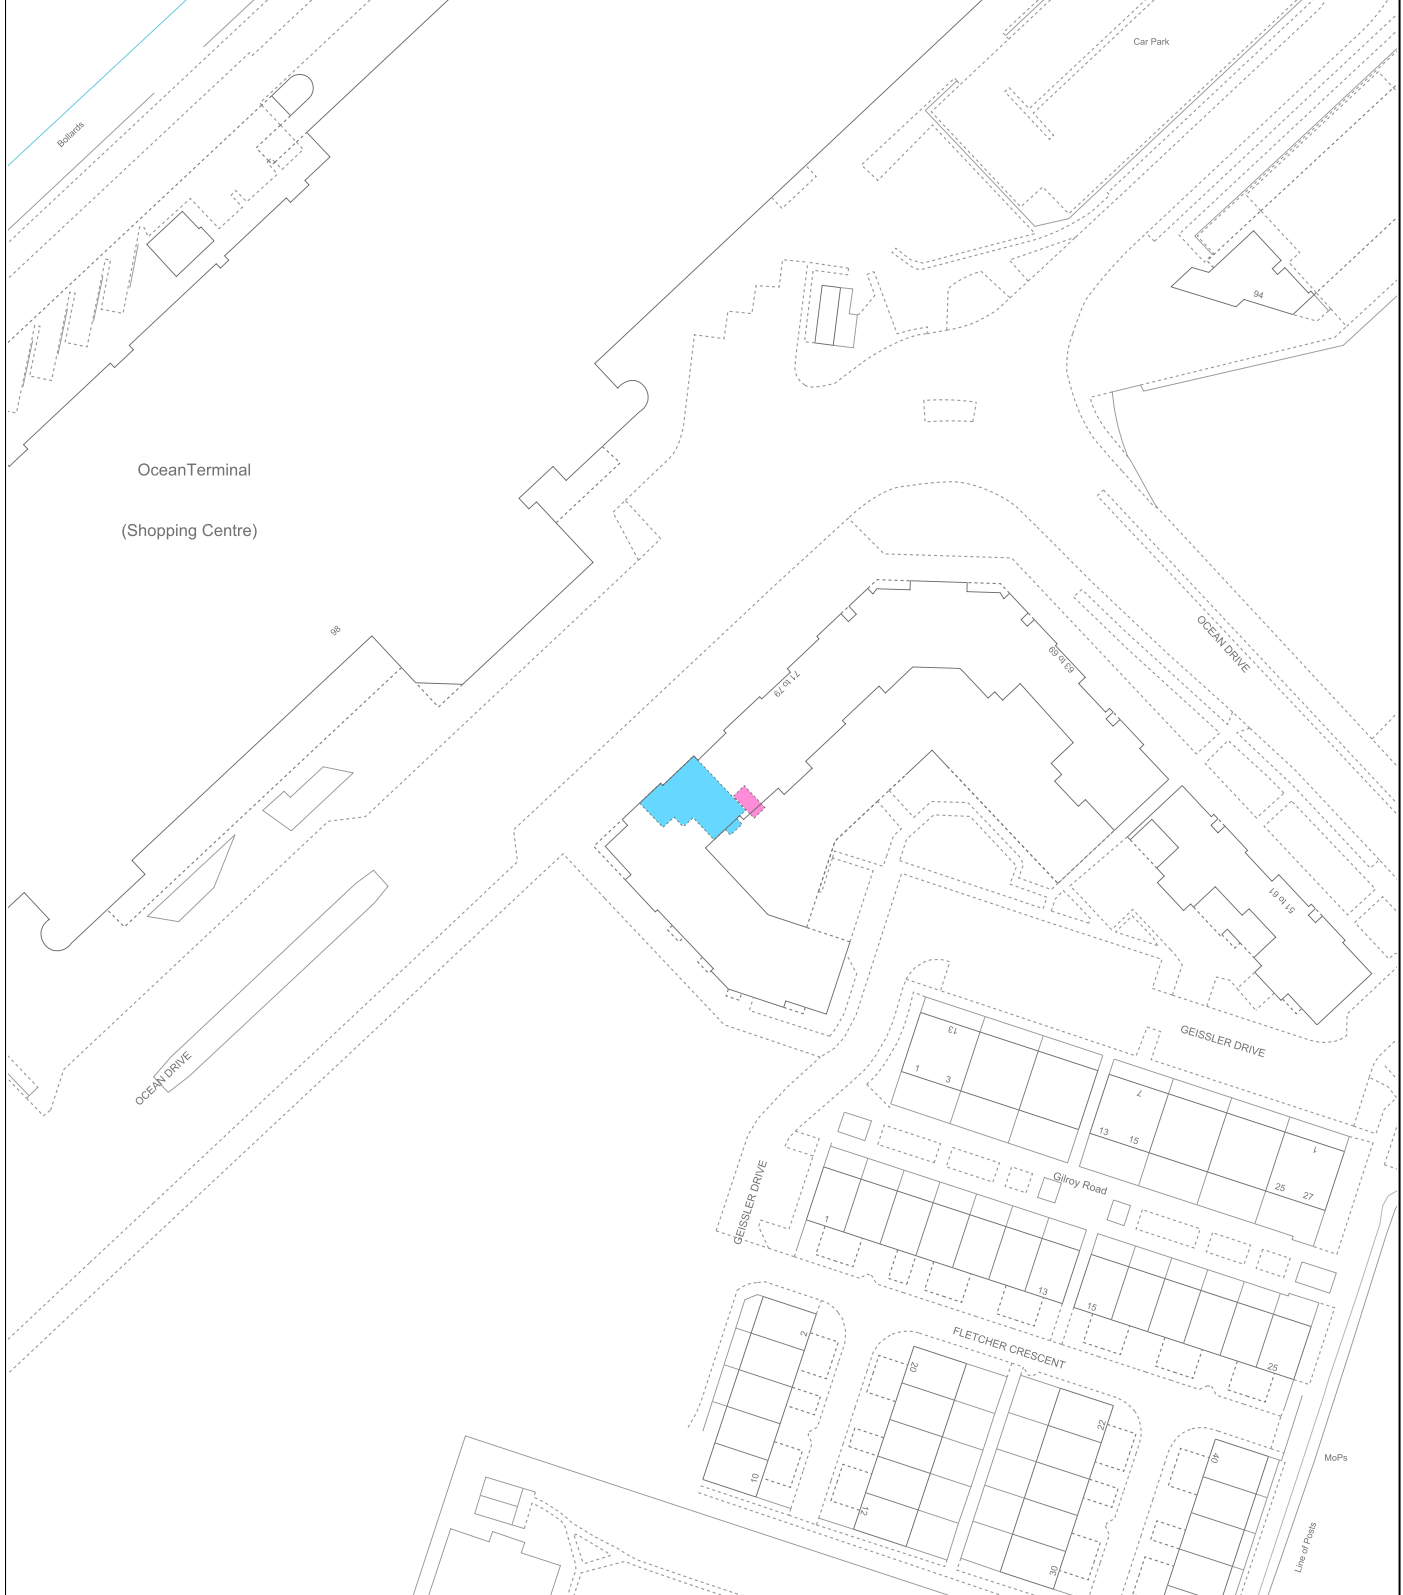 Car Park
Bollards
94
OceanTerminal
(Shopping Centre)
98
OCEAN DRIVE
63 to 69
71 to 79
51 to 61
GEISSLER DRIVE
OCEAN DRIVE
13
1
3
7
13
15
1
25
27
Gilroy Road
GEISSLER DRIVE
1
13
15
25
FLETCHER CRESCENT
2
10
20
12
22
30
40
MoPs
Line of Posts